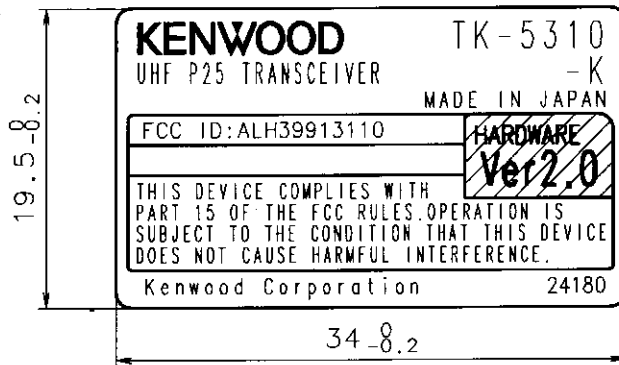 KENWOOD TK-5310
UHF P25 TRANSCEIVER -K
MADE IN JAPAN
FCC ID:ALH39913110
HARDWARE
Ver2.0
THIS DEVICE COMPLIES WITH
PART 15 OF THE FCC RULES.OPERATION IS
SUBJECT TO THE CONDITION THAT THIS DEVICE
DOES NOT CAUSE HARMFUL INTERFERENCE.
Kenwood Corporation 24180
19.5 0 -0.2
34 0 -0.2